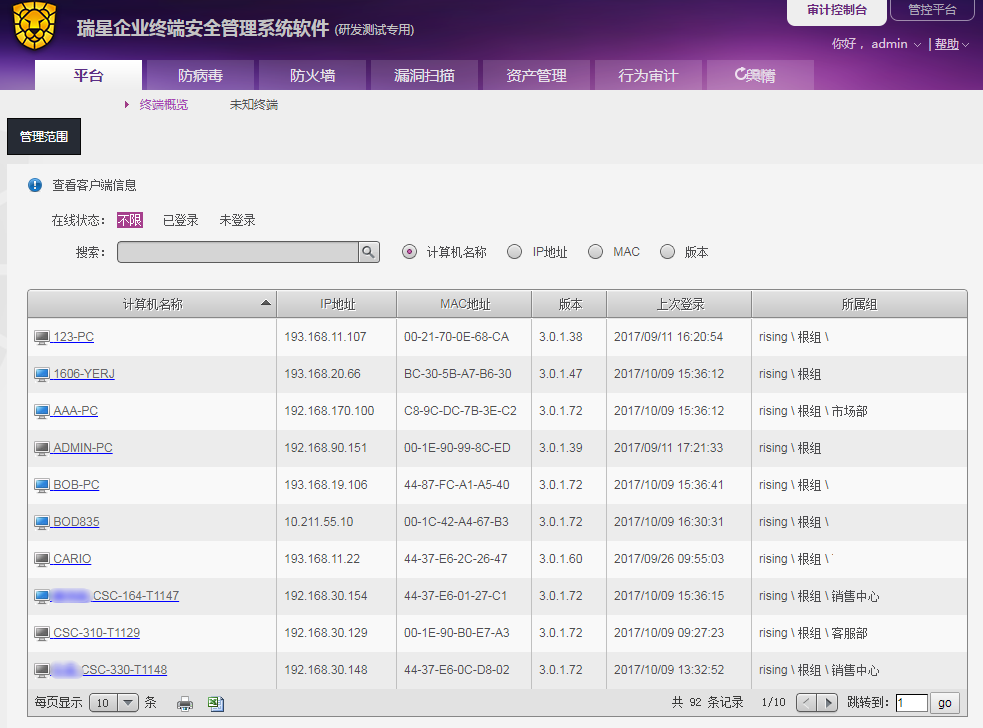 审计控制台 管控平台
瑞星企业终端安全管理系统软件 (研发测试专用)
你好， admin | 帮助
平台 防病毒 防火墙 漏洞扫描 资产管理 行为审计
终端概览 未知终端
管理范围
查看客户端信息
在线状态： 不限 已登录 未登录
搜索： 计算机名称 IP地址 MAC 版本
计算机名称 IP地址 MAC地址 版本 上次登录 所属组
123-PC 193.168.11.107 00-21-70-0E-68-CA 3.0.1.38 2017/09/11 16:20:54 rising \ 根组 \
1606-YERJ 193.168.20.66 BC-30-5B-A7-B6-30 3.0.1.47 2017/10/09 15:36:12 rising \ 根组
AAA-PC 192.168.170.100 C8-9C-DC-7B-3E-C2 3.0.1.72 2017/10/09 15:36:12 rising \ 根组 \ 市场部
ADMIN-PC 192.168.90.151 00-1E-90-99-8C-ED 3.0.1.39 2017/09/11 17:21:33 rising \ 根组
BOB-PC 193.168.19.106 44-87-FC-A1-A5-40 3.0.1.72 2017/10/09 15:36:41 rising \ 根组 \
BOD835 10.211.55.10 00-1C-42-A4-67-B3 3.0.1.72 2017/10/09 16:30:31 rising \ 根组 \
CARIO 193.168.11.22 44-37-E6-2C-26-47 3.0.1.60 2017/09/26 09:55:03 rising \ 根组 \
CSC-164-T1147 192.168.30.154 44-37-E6-01-27-C1 3.0.1.72 2017/10/09 15:36:15 rising \ 根组 \ 销售中心
CSC-310-T1129 192.168.30.129 00-1E-90-B0-E7-A3 3.0.1.72 2017/10/09 09:27:23 rising \ 根组 \ 客服部
CSC-330-T1148 192.168.30.148 44-37-E6-0C-D8-02 3.0.1.72 2017/10/09 13:32:52 rising \ 根组 \ 销售中心
每页显示 10 条 共 92 条记录 1/10 跳转到： 1 go